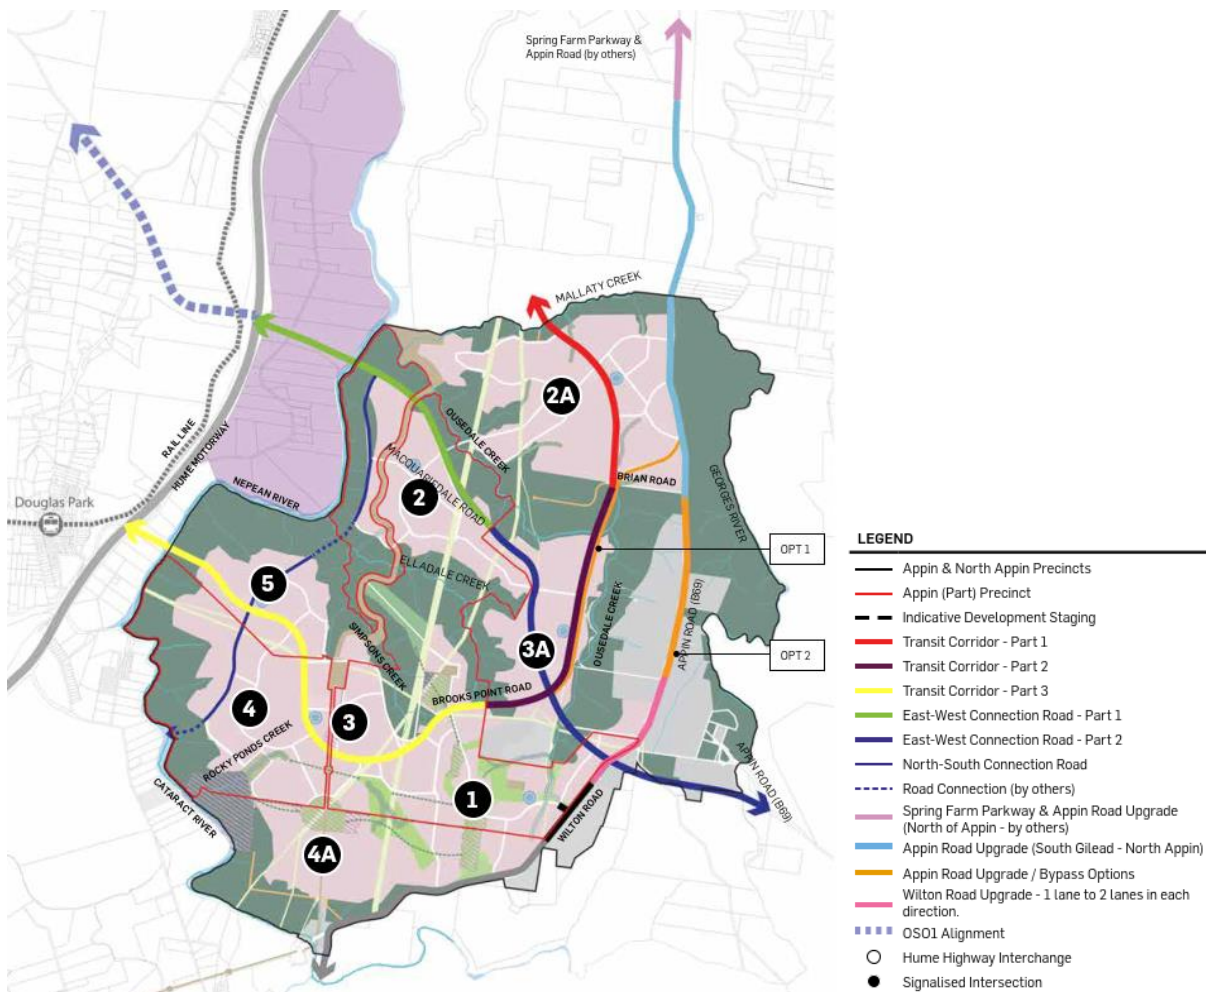 Spring Farm Parkway &
Appin Road (by others)
MALLATY CREEK
2A
OUSEDALE CREEK
RAIL LINE
HUME MOTORWAY
MACQUARIEDALE ROAD
BRIAN ROAD
GEORGES RIVER
NEPEAN RIVER
2
Douglas Park
OPT 1
ELLADALE CREEK
5
OUSEDALE CREEK
APPIN ROAD (B69)
SIMPSONS CREEK
3A
OPT 2
BROOKS POINT ROAD
4
3
ROCKY PONDS CREEK
APPIN ROAD (B69)
CATARACT RIVER
1
WILTON ROAD
4A
LEGEND
Appin & North Appin Precincts
Appin (Part) Precinct
Indicative Development Staging
Transit Corridor - Part 1
Transit Corridor - Part 2
Transit Corridor - Part 3
East-West Connection Road - Part 1
East-West Connection Road - Part 2
North-South Connection Road
Road Connection (by others)
Spring Farm Parkway & Appin Road Upgrade
(North of Appin - by others)
Appin Road Upgrade (South Gilead - North Appin)
Appin Road Upgrade / Bypass Options
Wilton Road Upgrade - 1 lane to 2 lanes in each
direction.
OSO1 Alignment
Hume Highway Interchange
Signalised Intersection